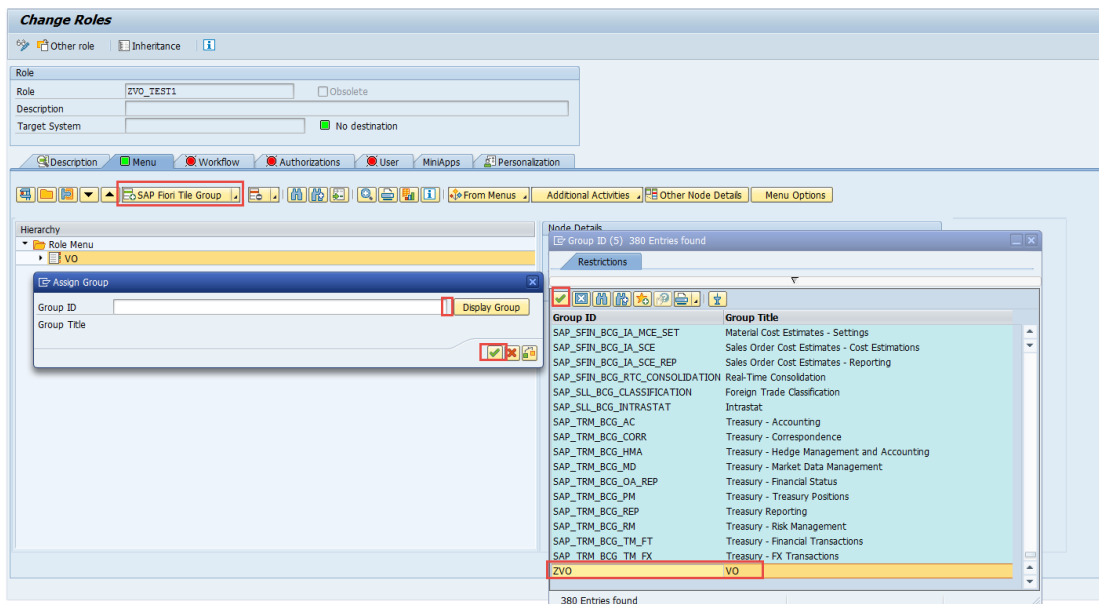 Change Roles
Other role Inheritance
Role
Role ZVO_TEST1 Obsolete
Description
Target System No destination
Description Menu Workflow Authorizations User MiniApps Personalization
SAP Fiori Tile Group From Menus Additional Activities Other Node Details Menu Options
Hierarchy
Role Menu
VO
Assign Group
Group ID Display Group
Group Title
Node Details
Group ID (5) 380 Entries found
Restrictions
Group ID Group Title
SAP_SFIN_BCG_IA_MCE_SET Material Cost Estimates - Settings
SAP_SFIN_BCG_IA_SCE Sales Order Cost Estimates - Cost Estimations
SAP_SFIN_BCG_IA_SCE_REP Sales Order Cost Estimates - Reporting
SAP_SFIN_BCG_RTC_CONSOLIDATION Real-Time Consolidation
SAP_SLL_BCG_CLASSIFICATION Foreign Trade Classification
SAP_SLL_BCG_INTRASTAT Intrastat
SAP_TRM_BCG_AC Treasury - Accounting
SAP_TRM_BCG_CORR Treasury - Correspondence
SAP_TRM_BCG_HMA Treasury - Hedge Management and Accounting
SAP_TRM_BCG_MD Treasury - Market Data Management
SAP_TRM_BCG_OA_REP Treasury - Financial Status
SAP_TRM_BCG_PM Treasury - Treasury Positions
SAP_TRM_BCG_REP Treasury Reporting
SAP_TRM_BCG_RM Treasury - Risk Management
SAP_TRM_BCG_TM_FT Treasury - Financial Transactions
SAP_TRM_BCG_TM_FX Treasury - FX Transactions
ZVO VO
380 Entries found